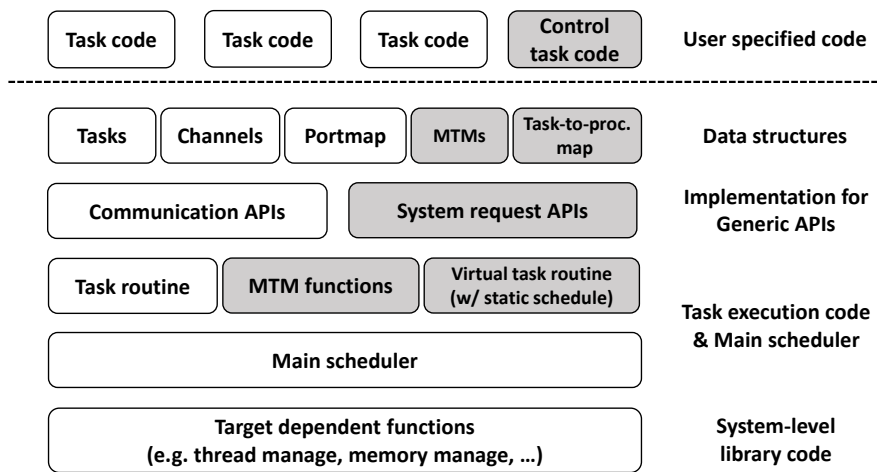 Task code
Task code
Task code
Control
task code
User specified code
Tasks
Channels
Portmap
MTMs
Task-to-proc.
map
Data structures
Communication APIs
System request APIs
Implementation for
Generic APIs
Task routine
MTM functions
Virtual task routine
(w/ static schedule)
Task execution code
& Main scheduler
Main scheduler
Target dependent functions
(e.g. thread manage, memory manage, ...)
System-level
library code